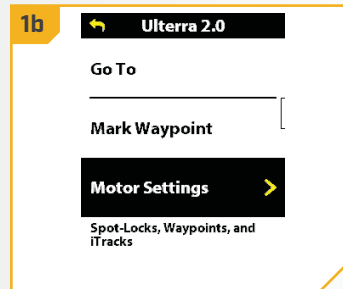 1b
Ulterra 2.0
Go To
Mark Waypoint
Motor Settings
Spot-Locks, Waypoints, and
iTracks